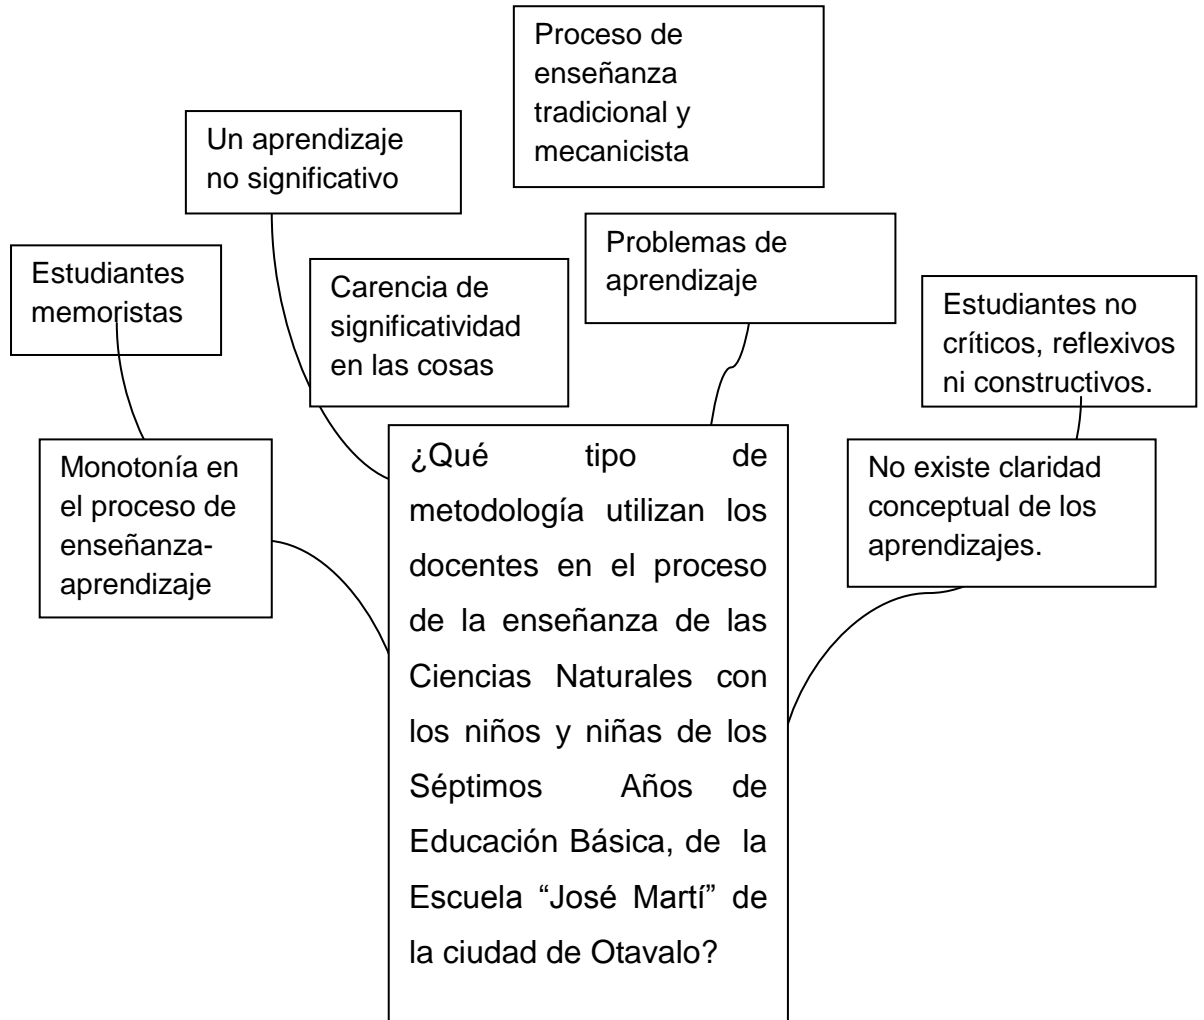 Proceso de
enseñanza
tradicional y
mecanicista
Un aprendizaje
no significativo
Problemas de
aprendizaje
Estudiantes
memoristas
Carencia de
significatividad
en las cosas
Estudiantes no
críticos, reflexivos
ni constructivos.
Monotonía en
el proceso de
enseñanza-
aprendizaje
¿Qué tipo de
metodología utilizan los
docentes en el proceso
de la enseñanza de las
Ciencias Naturales con
los niños y niñas de los
Séptimos Años de
Educación Básica, de la
Escuela “José Martí” de
la ciudad de Otavalo?
No existe claridad
conceptual de los
aprendizajes.